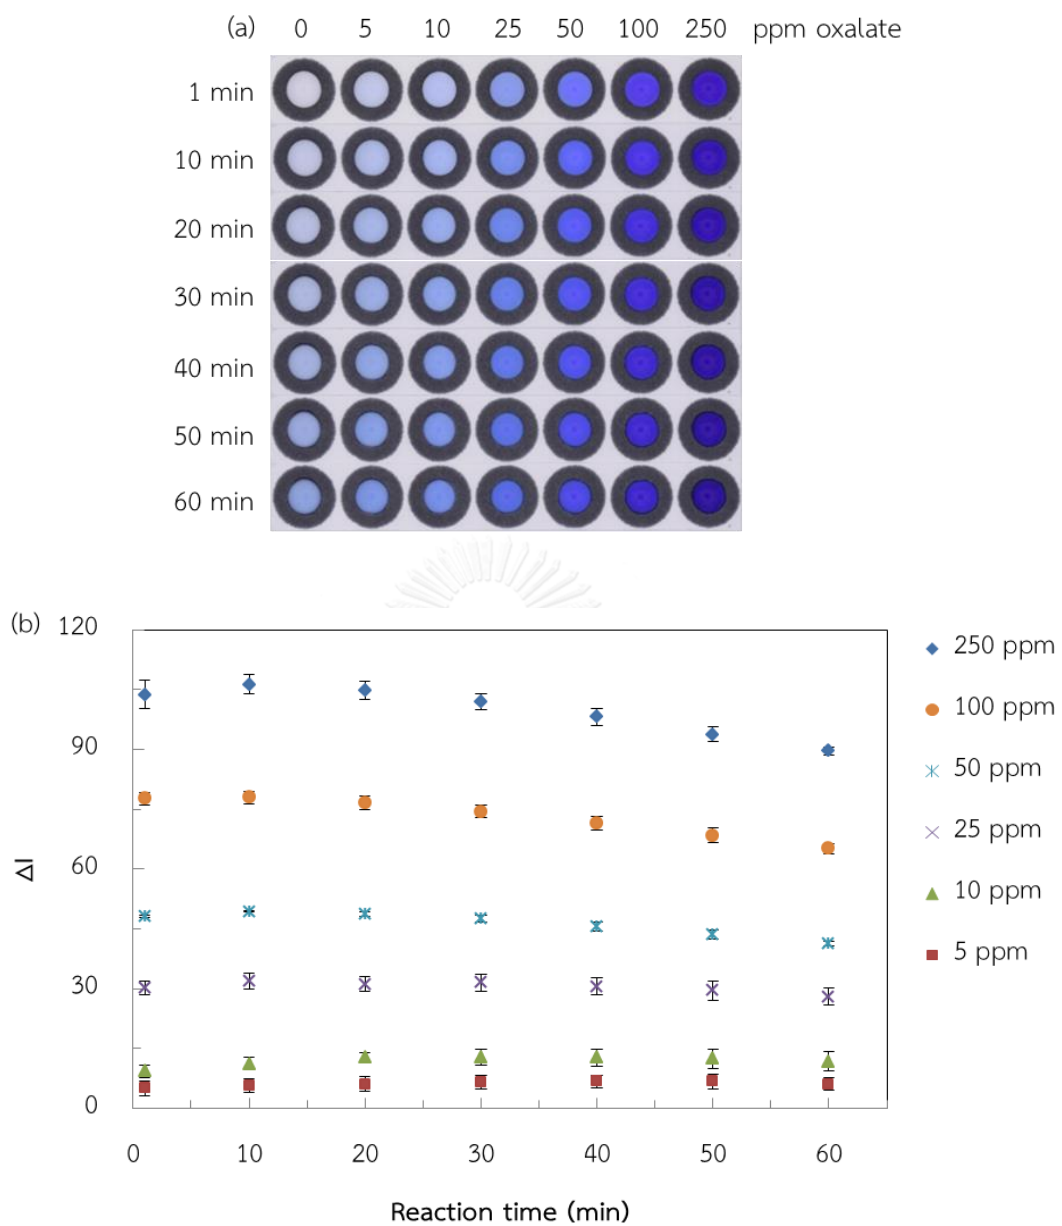 (a) 0 5 10 25 50 100 250 ppm oxalate
1 min
10 min
20 min
30 min
40 min
50 min
60 min
(b)
120
90
60
30
0
ΔI
0 10 20 30 40 50 60
Reaction time (min)
250 ppm
100 ppm
50 ppm
25 ppm
10 ppm
5 ppm